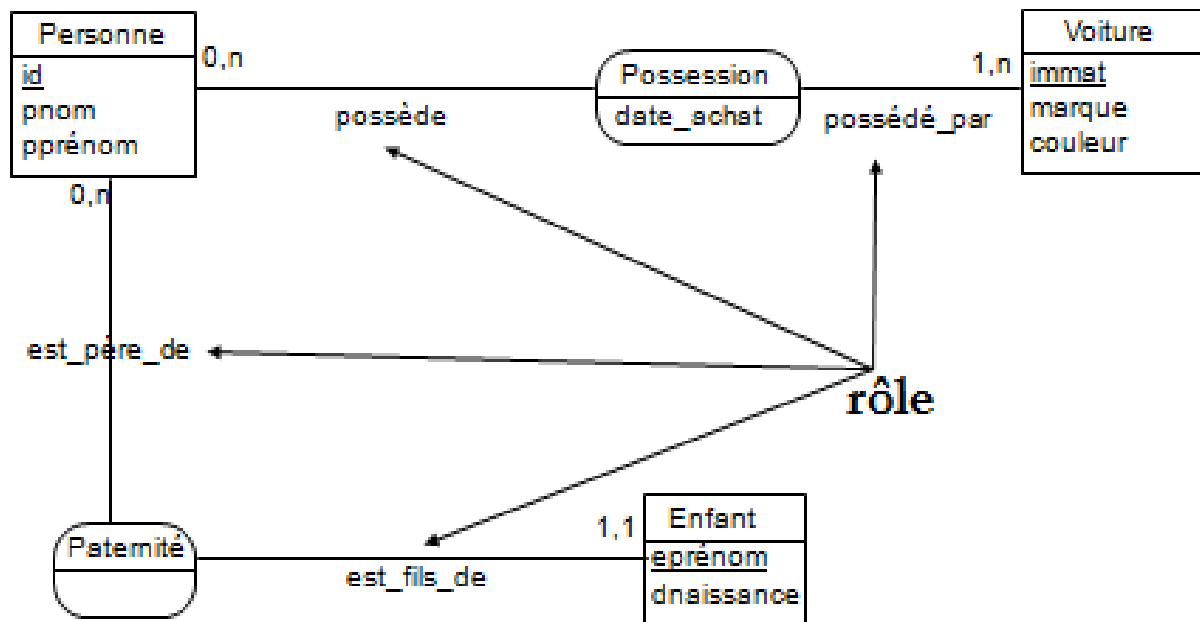 Personne
id
pnom
pprénom
0,n
possède
Possession
date_achat
1,n
possédé_par
Voiture
immat
marque
couleur
0,n
est_père_de
rôle
Paternité
est_fils_de
1,1
Enfant
eprénom
dnaissance